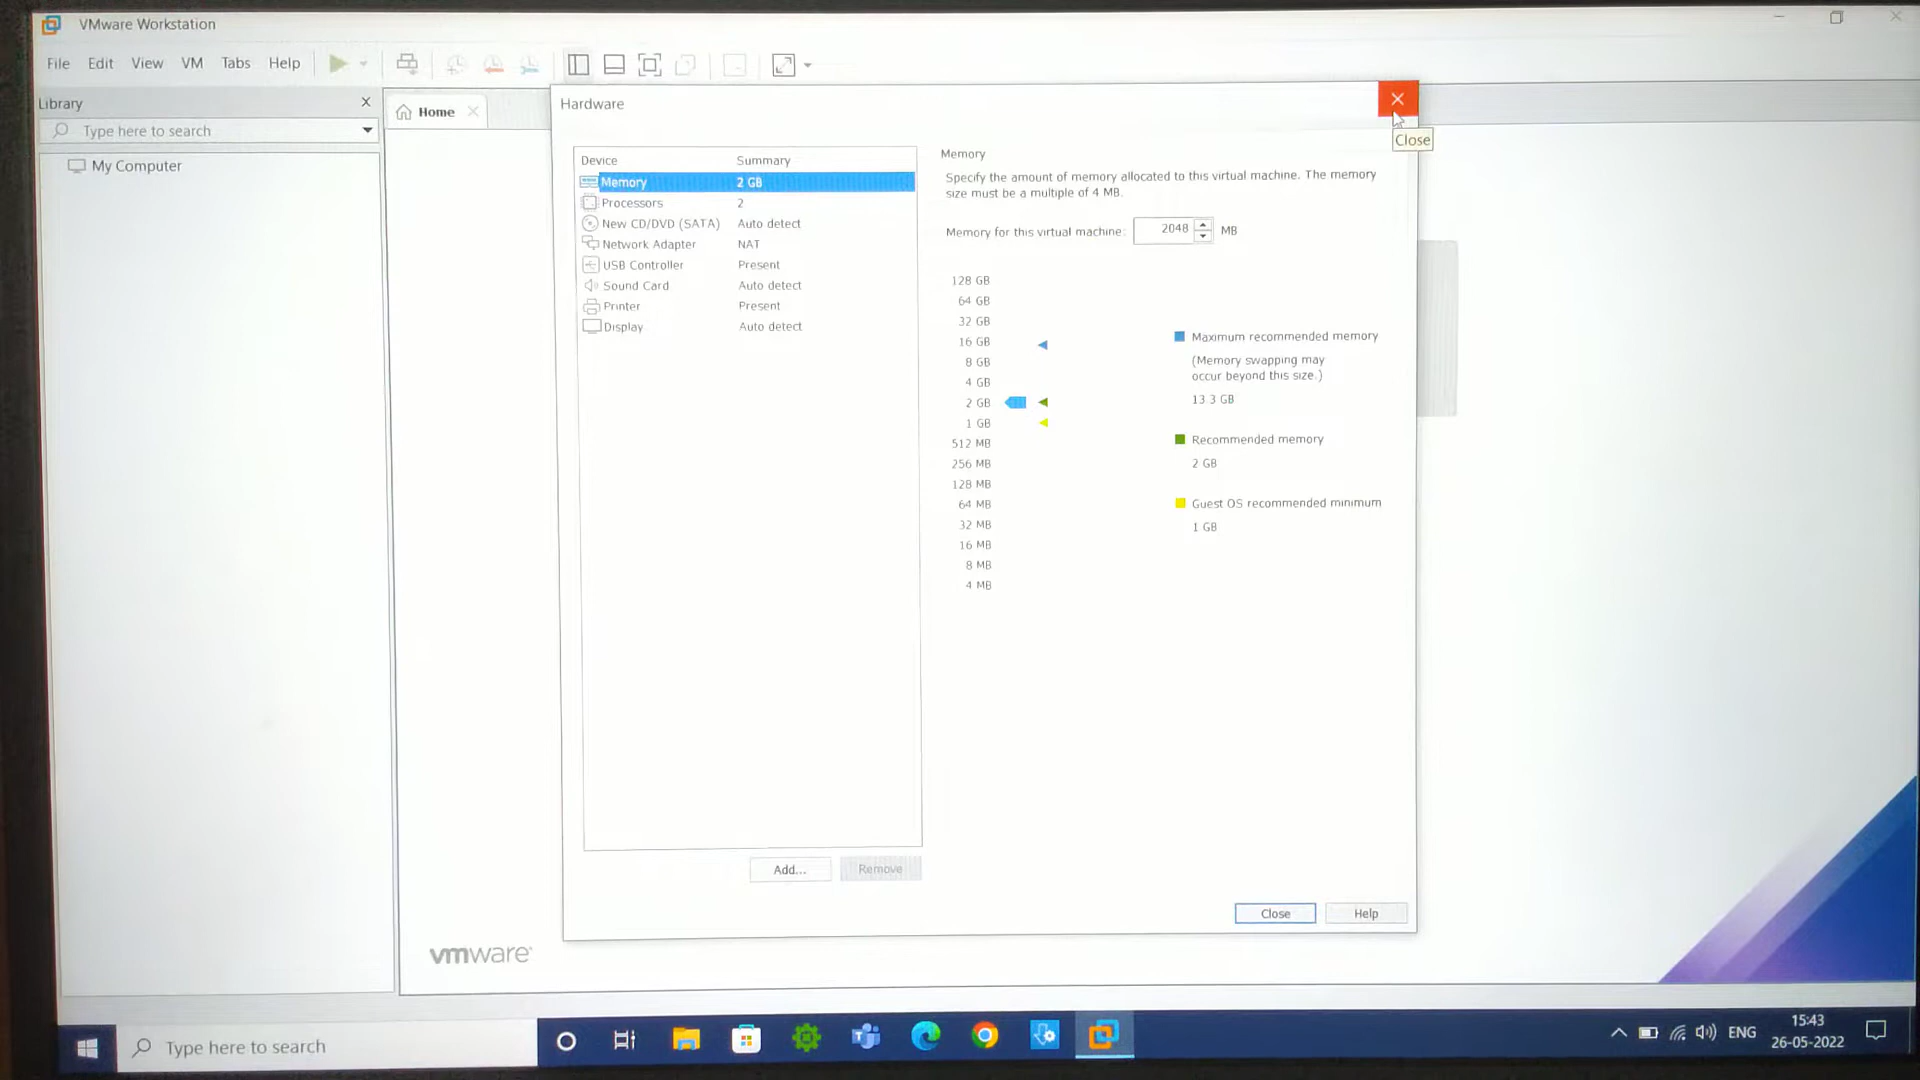 VMware Workstation
File Edit View VM Tabs Help
Library
Type here to search
My Computer
Home
Hardware
Close
Device Summary
Memory 2 GB
Processors 2
New CD/DVD (SATA) Auto detect
Network Adapter NAT
USB Controller Present
Sound Card Auto detect
Printer Present
Display Auto detect
Add...
Remove
Memory
Specify the amount of memory allocated to this virtual machine. The memory
size must be a multiple of 4 MB.
Memory for this virtual machine: 2048 MB
128 GB
64 GB
32 GB
16 GB
8 GB
4 GB
2 GB
1 GB
512 MB
256 MB
128 MB
64 MB
32 MB
16 MB
8 MB
4 MB
Maximum recommended memory
(Memory swapping may
occur beyond this size.)
13.3 GB
Recommended memory
2 GB
Guest OS recommended minimum
1 GB
Close
Help
vmware
Type here to search
ENG
15:43
26-05-2022